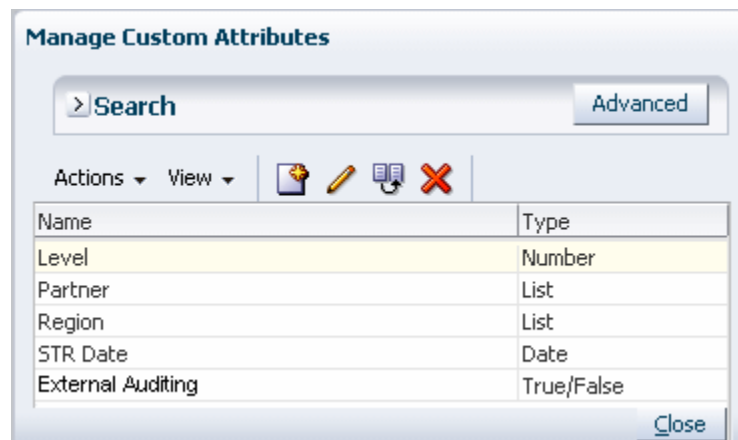 Manage Custom Attributes
Search Advanced
Actions View
Name Type
Level Number
Partner List
Region List
STR Date Date
External Auditing True/False
Close